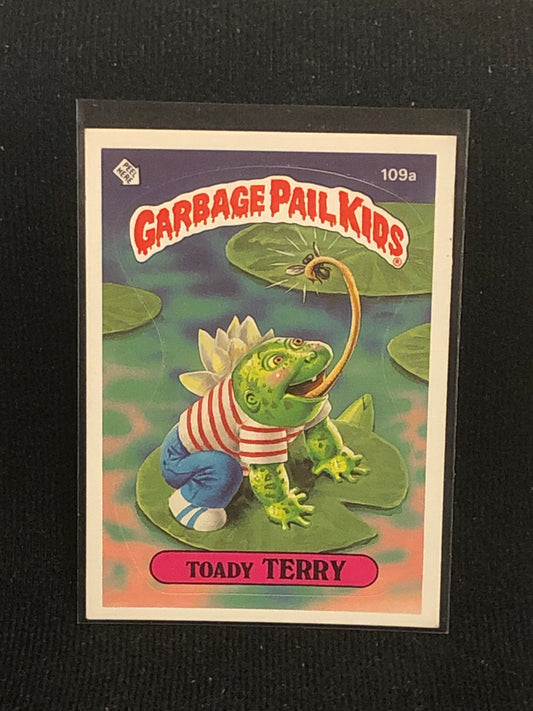 PEEL
HERE
109a
GARBAGE PAIL KIDS®
TOADY TERRY